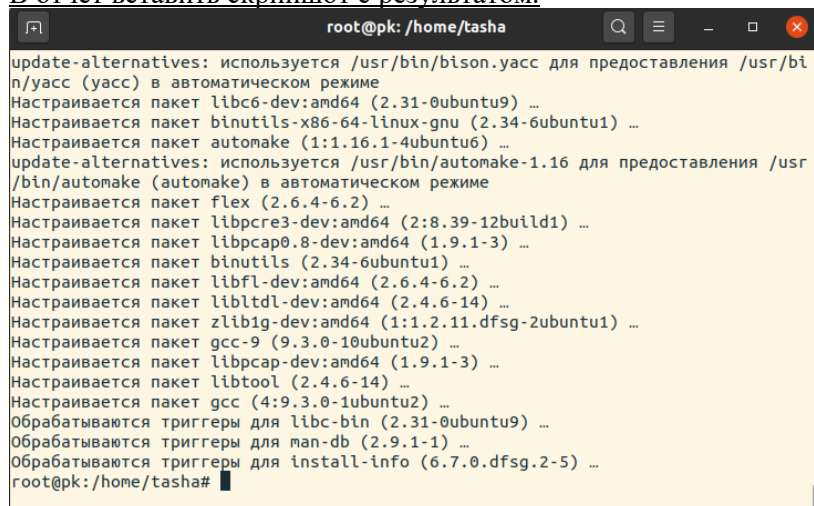 В отчет вставить скриншот с результатом.
root@pk: /home/tasha
update-alternatives: используется /usr/bin/bison.yacc для предоставления /usr/bi
n/yacc (yacc) в автоматическом режиме
Настраивается пакет libc6-dev:amd64 (2.31-0ubuntu9) …
Настраивается пакет binutils-x86-64-linux-gnu (2.34-6ubuntu1) …
Настраивается пакет automake (1:1.16.1-4ubuntu6) …
update-alternatives: используется /usr/bin/automake-1.16 для предоставления /usr
/bin/automake (automake) в автоматическом режиме
Настраивается пакет flex (2.6.4-6.2) …
Настраивается пакет libpcre3-dev:amd64 (2:8.39-12build1) …
Настраивается пакет libpcap0.8-dev:amd64 (1.9.1-3) …
Настраивается пакет binutils (2.34-6ubuntu1) …
Настраивается пакет libfl-dev:amd64 (2.6.4-6.2) …
Настраивается пакет libltdl-dev:amd64 (2.4.6-14) …
Настраивается пакет zlib1g-dev:amd64 (1:1.2.11.dfsg-2ubuntu1) …
Настраивается пакет gcc-9 (9.3.0-10ubuntu2) …
Настраивается пакет libpcap-dev:amd64 (1.9.1-3) …
Настраивается пакет libtool (2.4.6-14) …
Настраивается пакет gcc (4:9.3.0-1ubuntu2) …
Обрабатываются триггеры для libc-bin (2.31-0ubuntu9) …
Обрабатываются триггеры для man-db (2.9.1-1) …
Обрабатываются триггеры для install-info (6.7.0.dfsg.2-5) …
root@pk:/home/tasha#